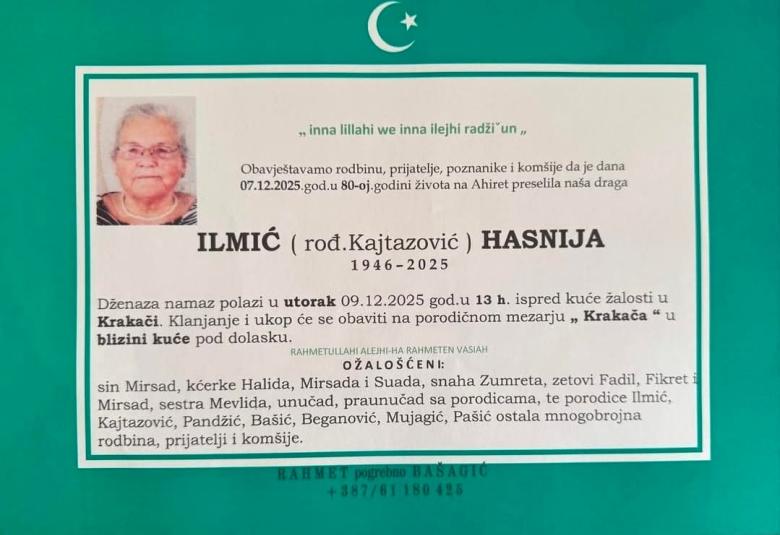 „ inna lillahi we inna ilejhi radžiˇun „
Obavještavamo rodbinu, prijatelje, poznanike i komšije da je dana
07.12.2025.god.u 80-oj.godini života na Ahiret preselila naša draga
ILMIĆ ( rođ.Kajtazović ) HASNIJA
1946–2025
Dženaza namaz polazi u utorak 09.12.2025 god.u 13 h. ispred kuće žalosti u
Krakači. Klanjanje i ukop će se obaviti na porodičnom mezarju „ Krakača “ u
blizini kuće pod dolasku.
RAHMETULLAHI ALEJHI-HA RAHMETEN VASIAH
OŽALOŠĆENI:
sin Mirsad, kćerke Halida, Mirsada i Suada, snaha Zumreta, zetovi Fadil, Fikret i
Mirsad, sestra Mevlida, unučad, praunučad sa porodicama, te porodice Ilmić,
Kajtazović, Pandžić, Bašić, Beganović, Mujagić, Pašić ostala mnogobrojna
rodbina, prijatelji i komšije.
RAHMET pogrebno BAŠAGIĆ
+387/61 180 425